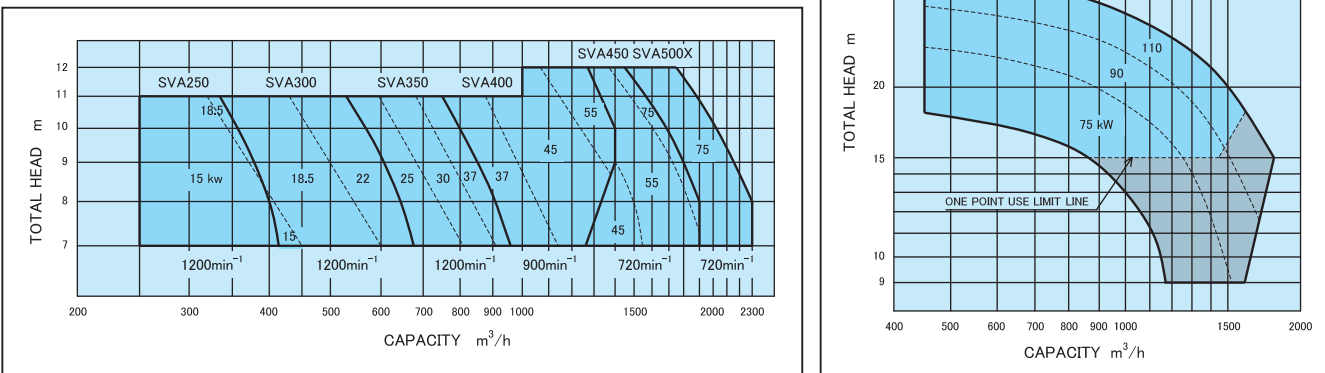 SVA450 SVA500X
12
SVA250 SVA300 SVA350 SVA400
11
18.5 55 75
10
45 75
9
15 kw 18.5 22 25 30 37 37 55
8
15 45
7
1200min⁻¹ 1200min⁻¹ 1200min⁻¹ 900min⁻¹ 720min⁻¹ 720min⁻¹
TOTAL HEAD m
200 300 400 500 600 700 800 900 1000 1500 2000 2300
CAPACITY m³/h
110
90
20
75 kW
15
ONE POINT USE LIMIT LINE
10
9
TOTAL HEAD m
400 500 600 700 800 900 1000 1500 2000
CAPACITY m³/h